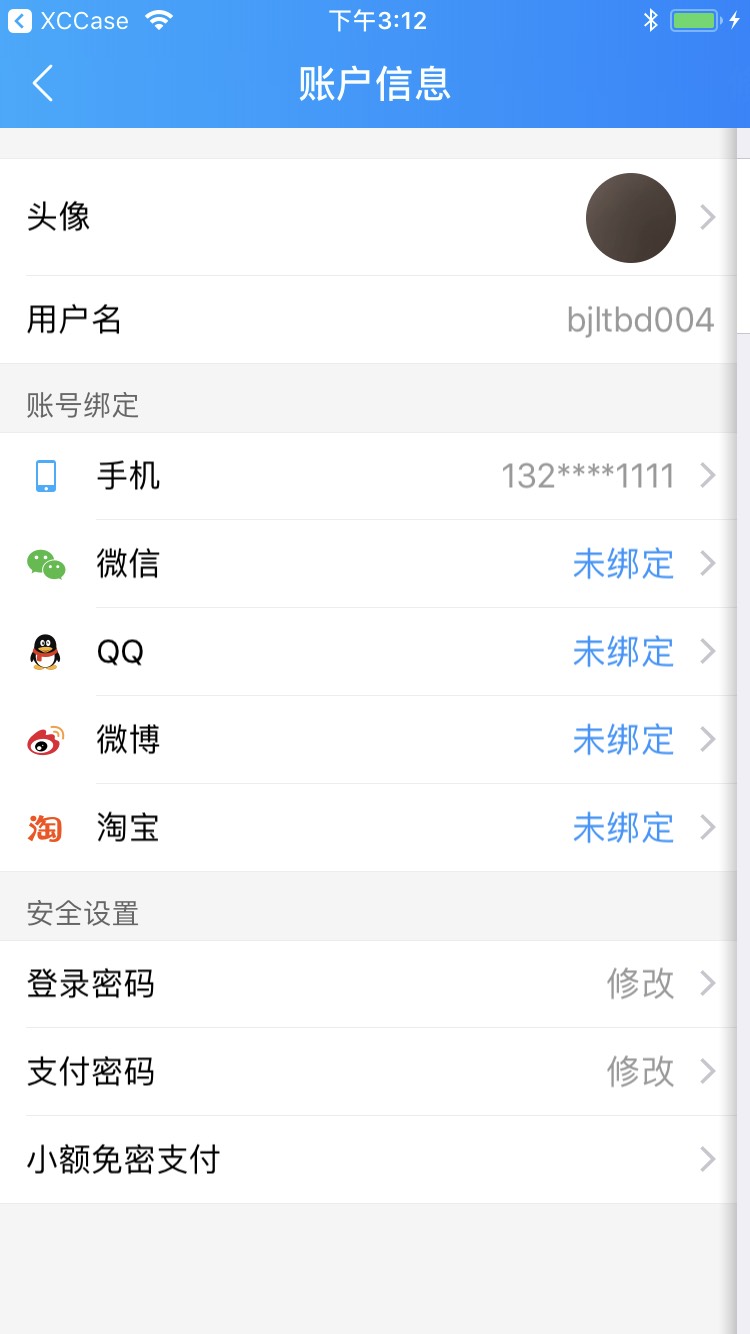 XCCase 下午3:12
账户信息
头像
用户名 bjltbd004
账号绑定
手机 132****1111
微信 未绑定
QQ 未绑定
微博 未绑定
淘 淘宝 未绑定
安全设置
登录密码 修改
支付密码 修改
小额免密支付